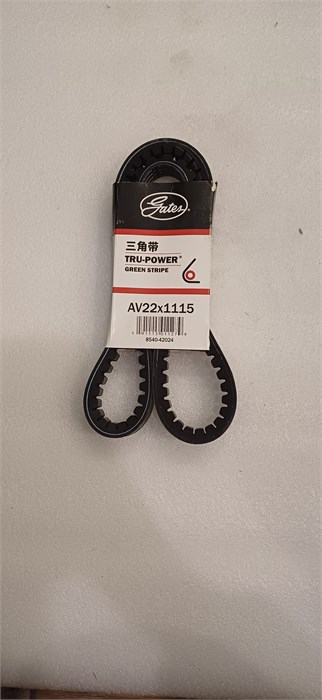 Gates
三角带
TRU-POWER®
GREEN STRIPE
AV22x1115
8540-42024